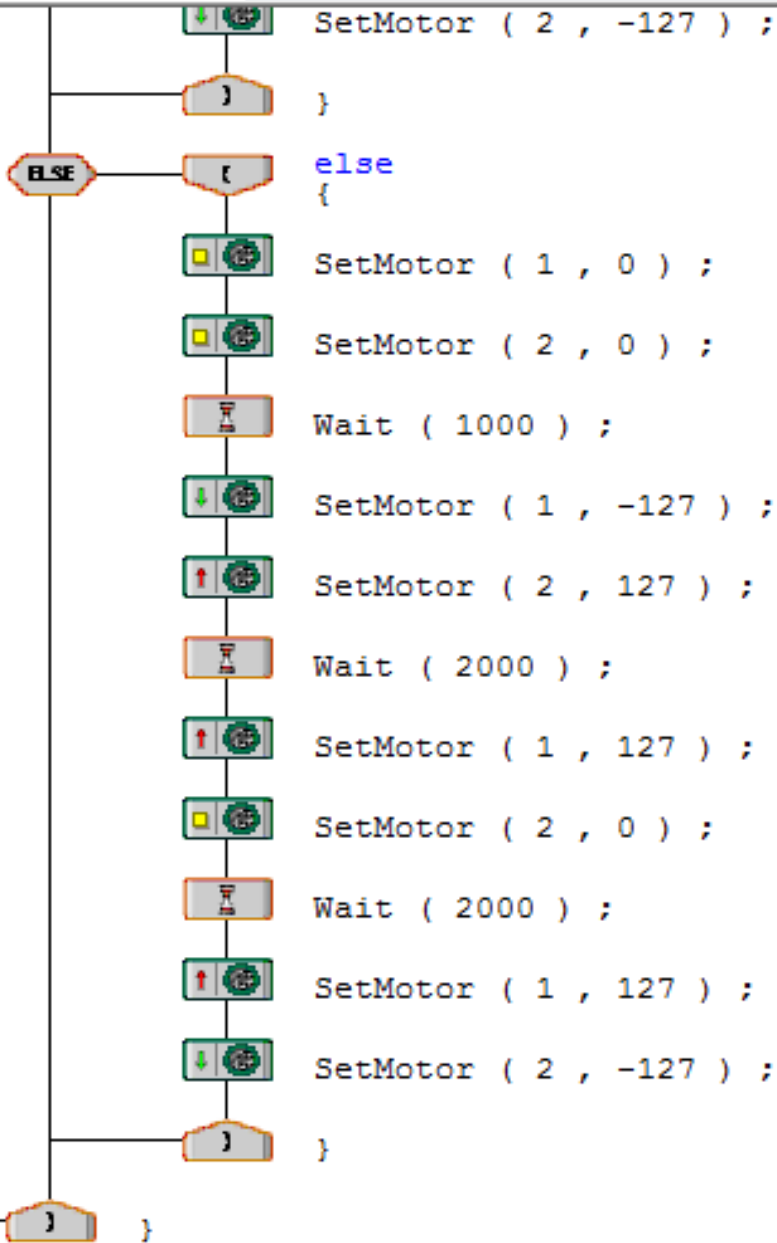 SetMotor ( 2 , -127 ) ;
}
}
ELSE
{
else
{
SetMotor ( 1 , 0 ) ;
SetMotor ( 2 , 0 ) ;
Wait ( 1000 ) ;
SetMotor ( 1 , -127 ) ;
SetMotor ( 2 , 127 ) ;
Wait ( 2000 ) ;
SetMotor ( 1 , 127 ) ;
SetMotor ( 2 , 0 ) ;
Wait ( 2000 ) ;
SetMotor ( 1 , 127 ) ;
SetMotor ( 2 , -127 ) ;
}
}
}
}